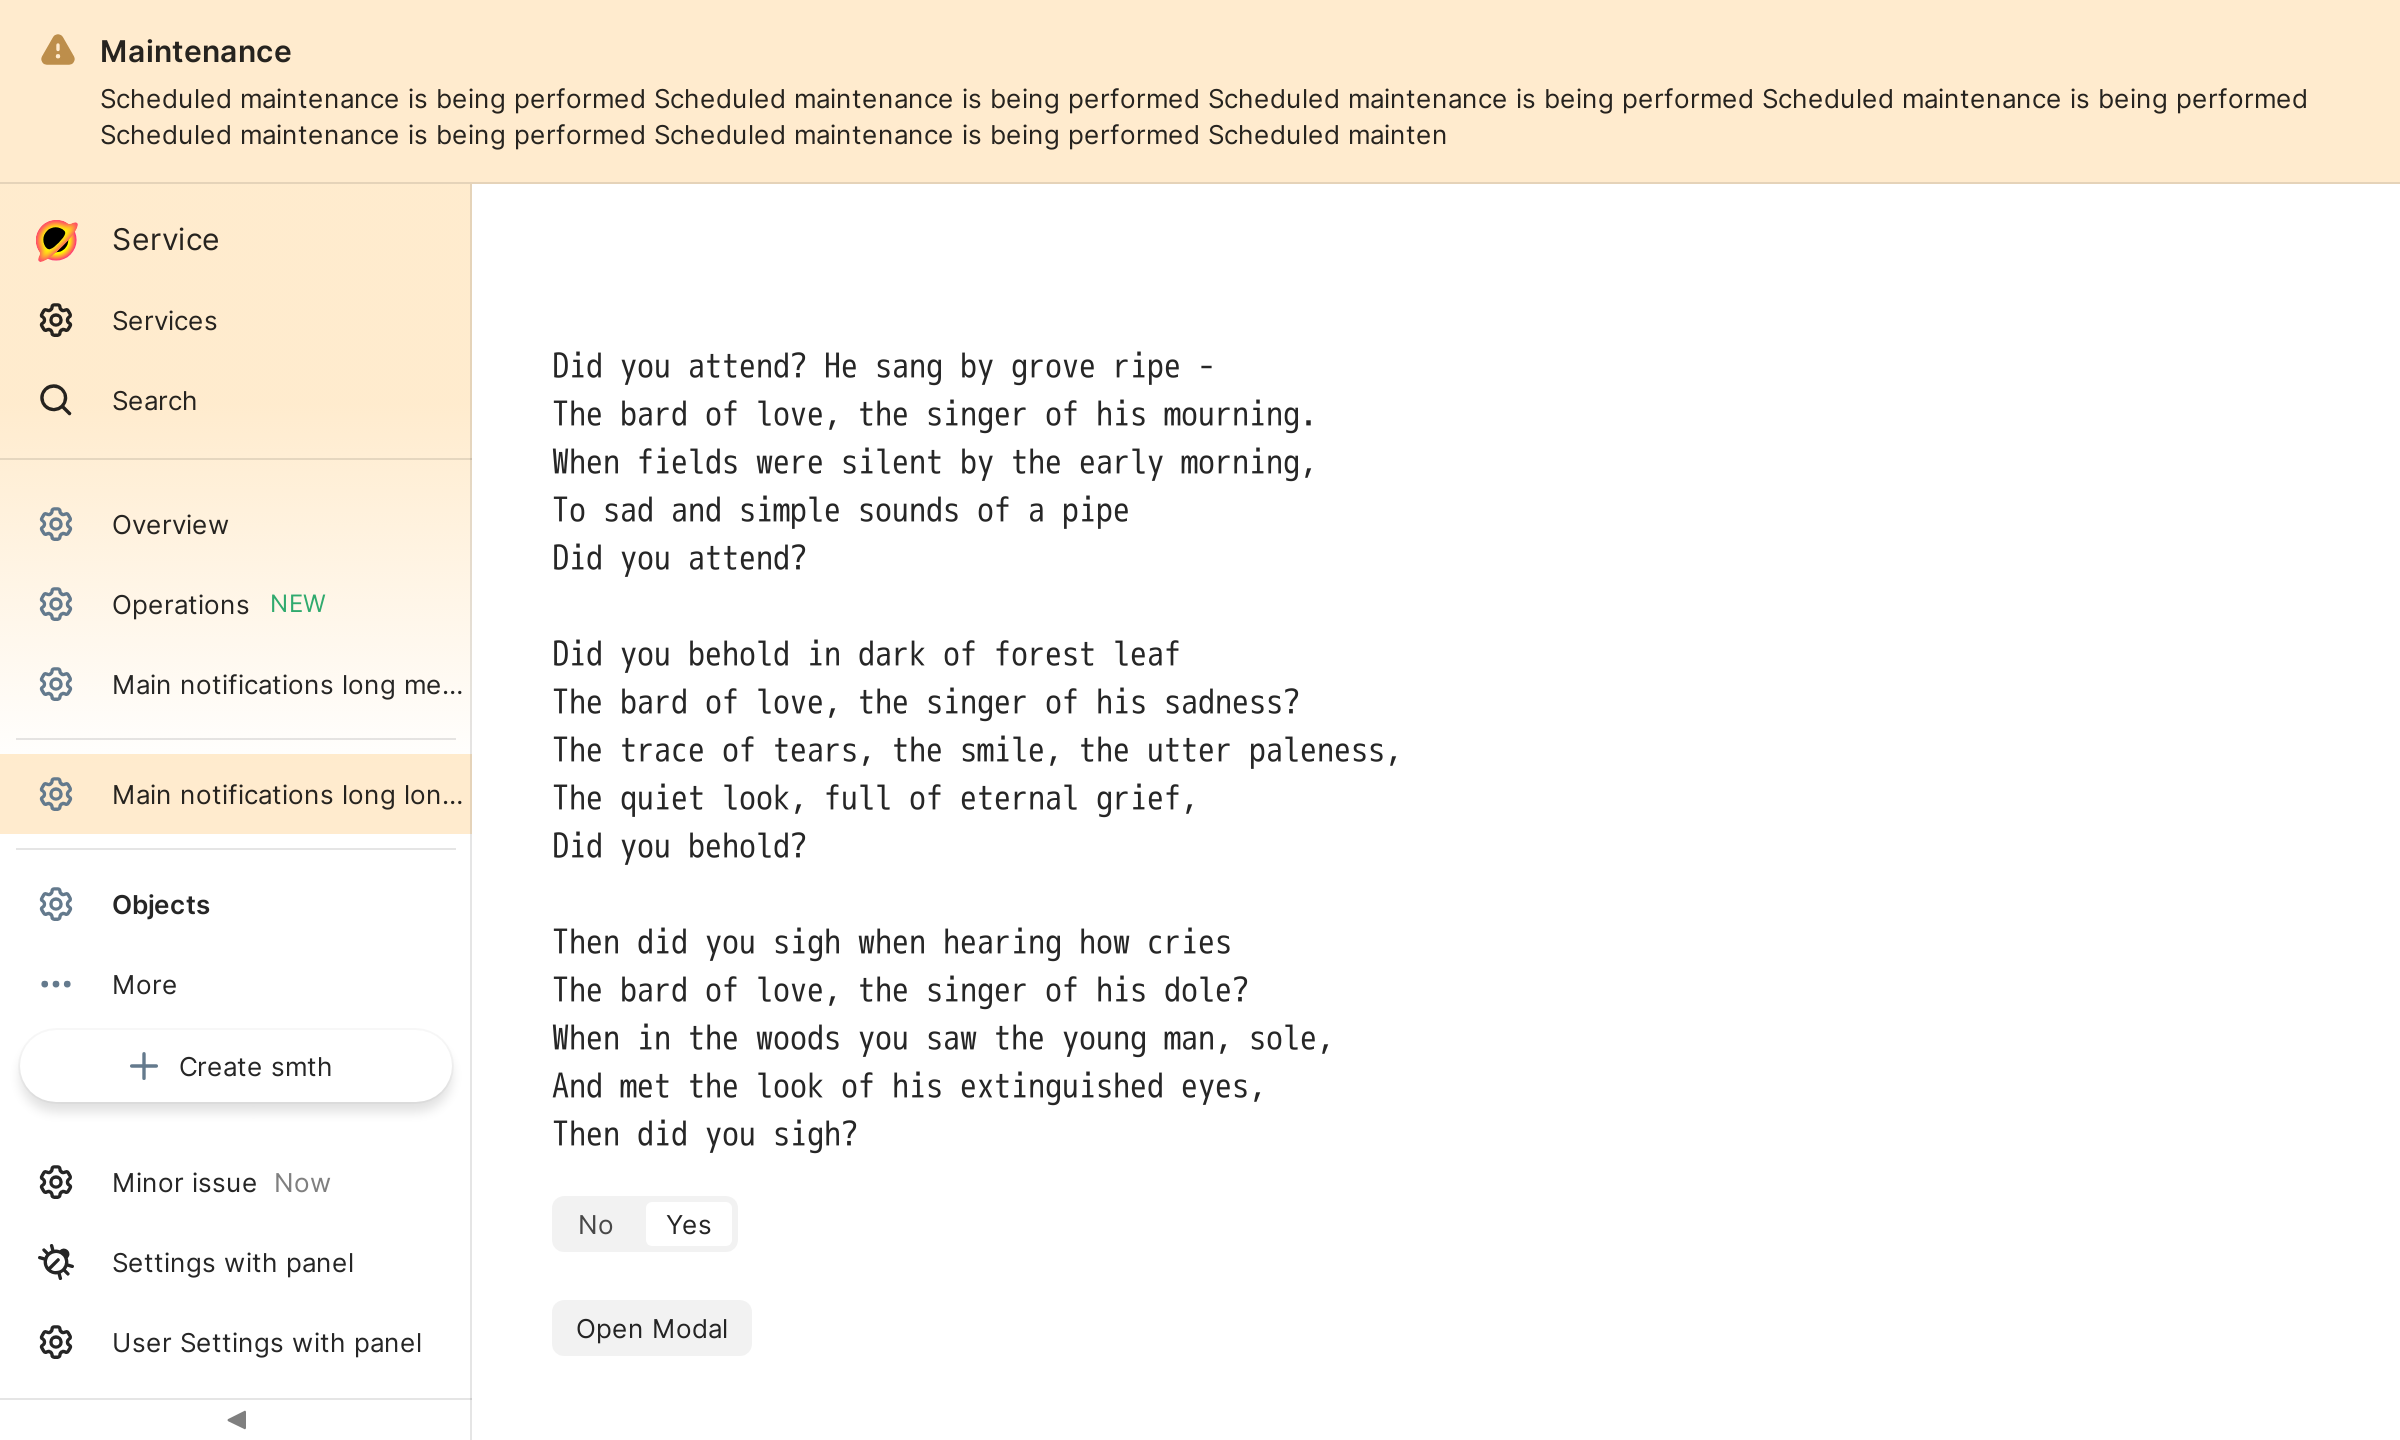 Maintenance
Scheduled maintenance is being performed Scheduled maintenance is being performed Scheduled maintenance is being performed Scheduled maintenance is being performed
Scheduled maintenance is being performed Scheduled maintenance is being performed Scheduled mainten
Service
Services
Search
Overview
Operations NEW
Main notifications long me...
Main notifications long lon...
Objects
More
Create smth
Minor issue Now
Settings with panel
User Settings with panel
Did you attend? He sang by grove ripe -
The bard of love, the singer of his mourning.
When fields were silent by the early morning,
To sad and simple sounds of a pipe
Did you attend?
Did you behold in dark of forest leaf
The bard of love, the singer of his sadness?
The trace of tears, the smile, the utter paleness,
The quiet look, full of eternal grief,
Did you behold?
Then did you sigh when hearing how cries
The bard of love, the singer of his dole?
When in the woods you saw the young man, sole,
And met the look of his extinguished eyes,
Then did you sigh?
No Yes
Open Modal